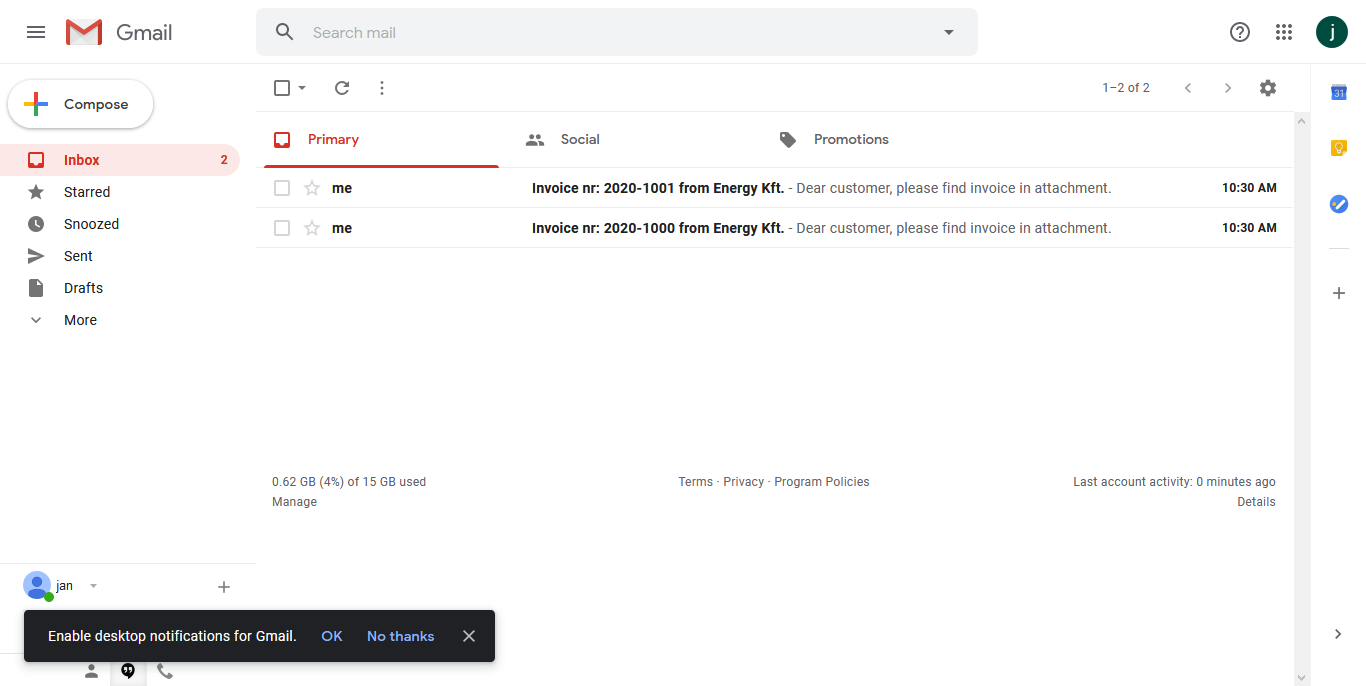 Gmail
Search mail
j
Compose
1–2 of 2
31
Inbox 2
Primary
Social
Promotions
Starred
me Invoice nr: 2020-1001 from Energy Kft. - Dear customer, please find invoice in attachment. 10:30 AM
Snoozed
me Invoice nr: 2020-1000 from Energy Kft. - Dear customer, please find invoice in attachment. 10:30 AM
Sent
Drafts
More
0.62 GB (4%) of 15 GB used
Manage
Terms · Privacy · Program Policies
Last account activity: 0 minutes ago
Details
jan
Enable desktop notifications for Gmail. OK No thanks